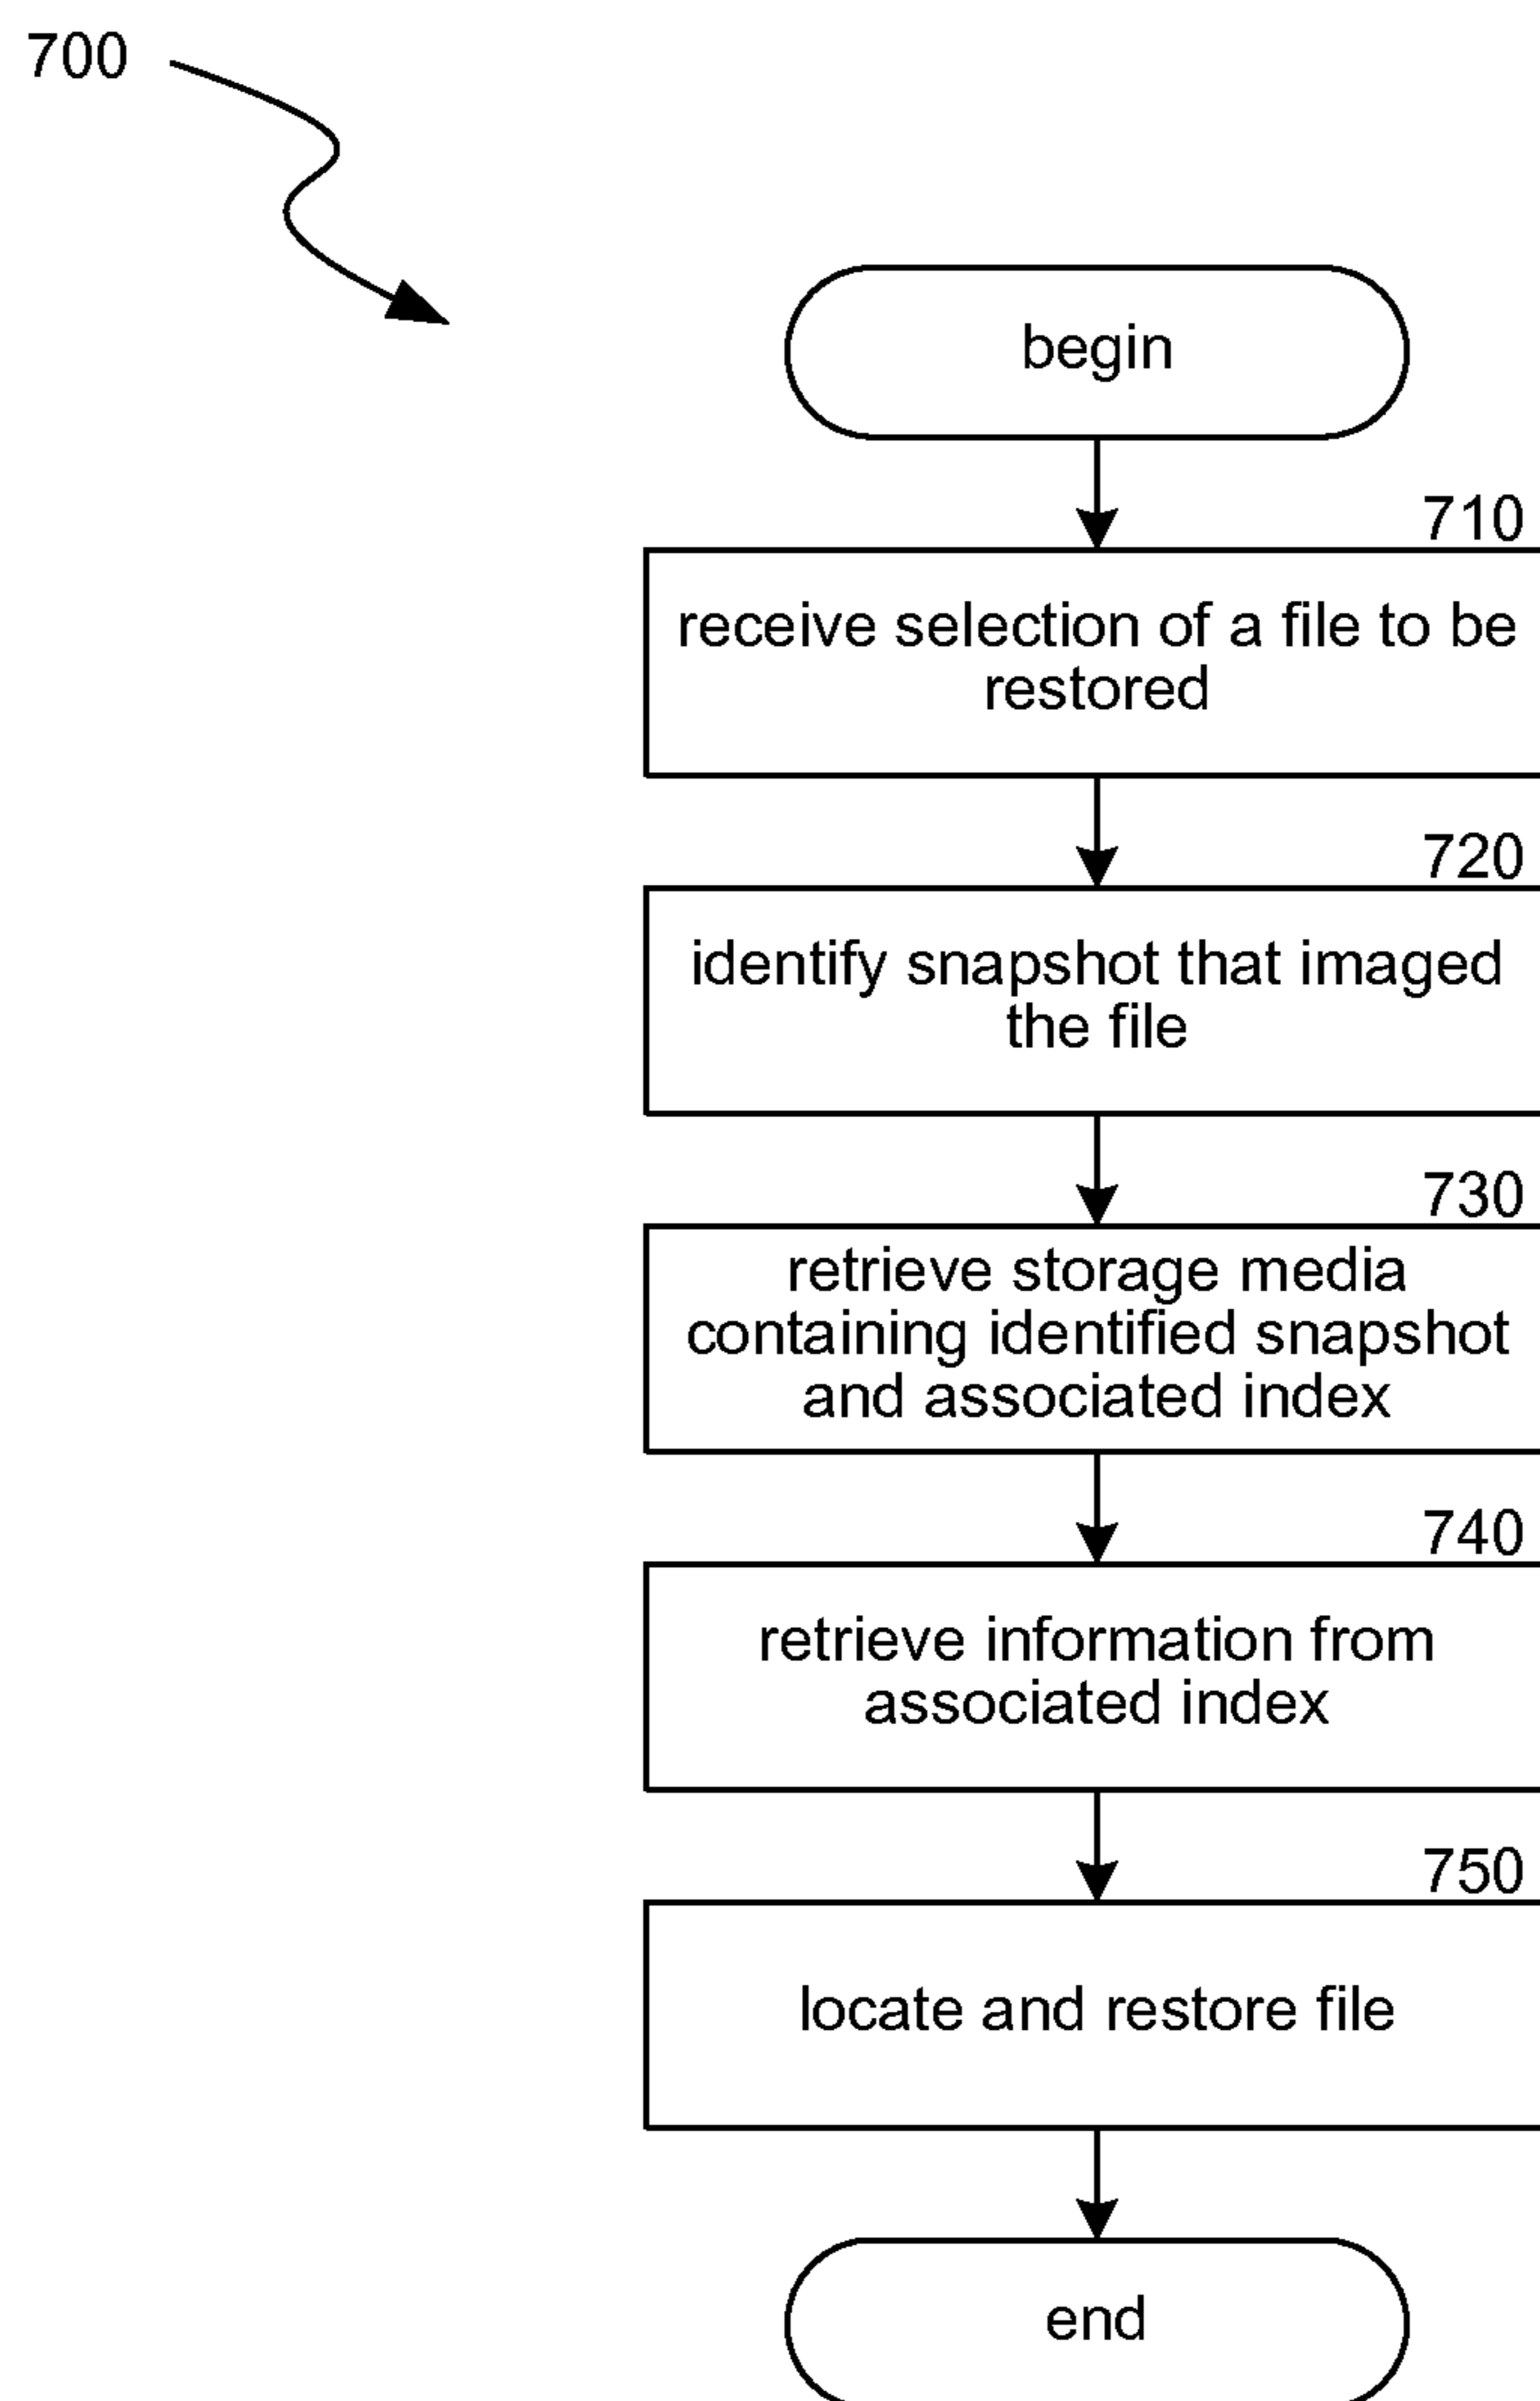 700
begin
710
receive selection of a file to be
restored
720
identify snapshot that imaged
the file
730
retrieve storage media
containing identified snapshot
and associated index
740
retrieve information from
associated index
750
locate and restore file
end